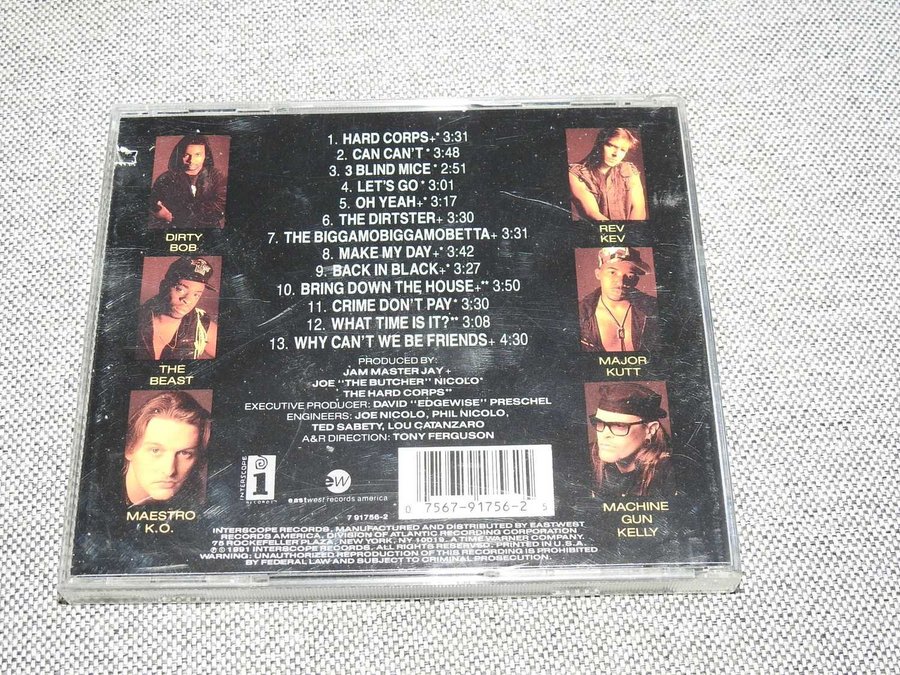 1. HARD CORPS+* 3:31
2. CAN CAN'T* 3:48
3. 3 BLIND MICE* 2:51
4. LET'S GO* 3:01
5. OH YEAH+* 3:17
6. THE DIRTSTER+ 3:30
7. THE BIGGAMOBIGGAMOBETTA+ 3:31
8. MAKE MY DAY+* 3:42
9. BACK IN BLACK+* 3:27
10. BRING DOWN THE HOUSE+** 3:50
11. CRIME DON'T PAY* 3:30
12. WHAT TIME IS IT?** 3:08
13. WHY CAN'T WE BE FRIENDS+ 4:30
DIRTY
BOB
REV
KEV
THE
BEAST
MAJOR
KUTT
MAESTRO
K.O.
MACHINE
GUN
KELLY
PRODUCED BY:
JAM MASTER JAY+
JOE "THE BUTCHER" NICOLO*
THE HARD CORPS**
EXECUTIVE PRODUCER: DAVID "EDGEWISE" PRESCHEL
ENGINEERS: JOE NICOLO, PHIL NICOLO,
TED SABETY, LOU CATANZARO
A&R DIRECTION: TONY FERGUSON
INTERSCOPE
RECORDS
ew
eastwest records america
7 91756-2
0 7567-91756-2 5
INTERSCOPE RECORDS, MANUFACTURED AND DISTRIBUTED BY EASTWEST
RECORDS AMERICA, DIVISION OF ATLANTIC RECORDING CORPORATION
75 ROCKEFELLER PLAZA, NEW YORK, NY 10019. A TIME WARNER COMPANY.
℗ © 1991 INTERSCOPE RECORDS. ALL RIGHTS RESERVED. PRINTED IN U.S.A.
WARNING: UNAUTHORIZED REPRODUCTION OF THIS RECORDING IS PROHIBITED
BY FEDERAL LAW AND SUBJECT TO CRIMINAL PROSECUTION.